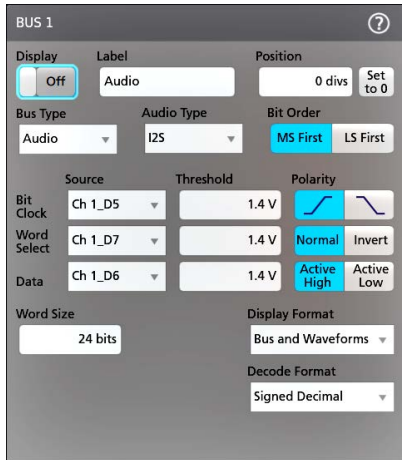 BUS 1 ?
Display Label Position
Off Audio 0 divs Set to 0
Bus Type Audio Type Bit Order
Audio I2S MS First LS First
Source Threshold Polarity
Bit Clock Ch 1_D5 1.4 V
Word Select Ch 1_D7 1.4 V Normal Invert
Data Ch 1_D6 1.4 V Active High Active Low
Word Size Display Format
24 bits Bus and Waveforms
Decode Format
Signed Decimal